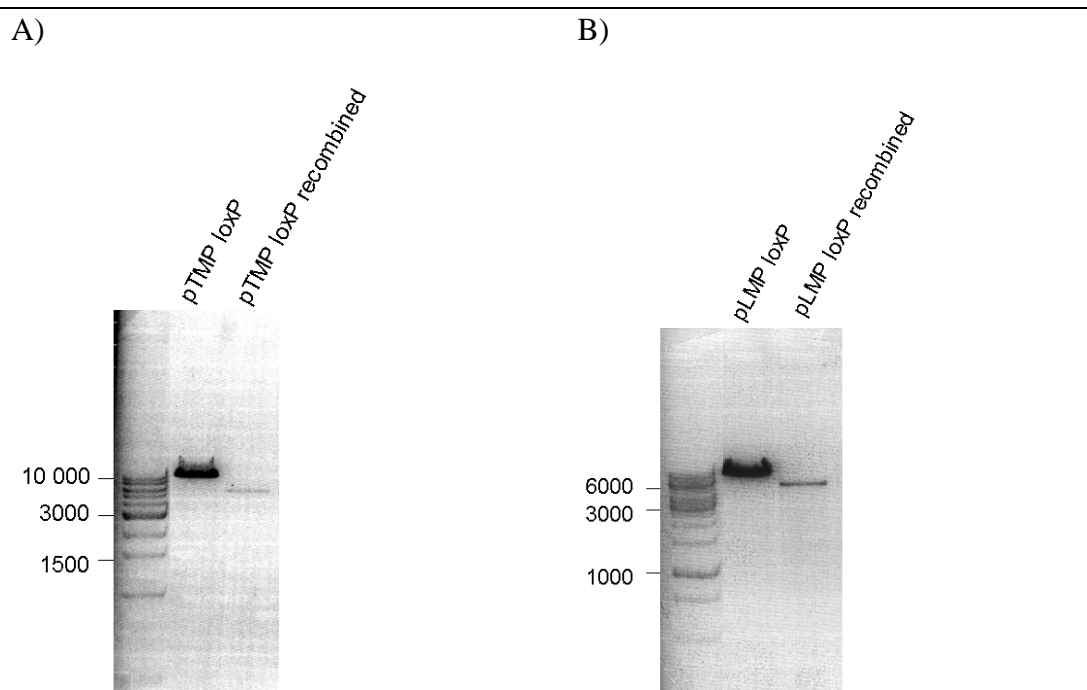 A)
pTMP loxP
pTMP loxP recombined
10 000
3000
1500
B)
pLMP loxP
pLMP loxP recombined
6000
3000
1000